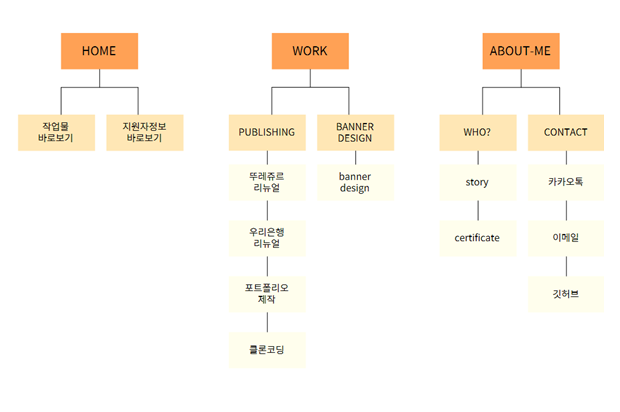 HOME
작업물
바로보기
지원자정보
바로보기
WORK
PUBLISHING
뚜레쥬르
리뉴얼
우리은행
리뉴얼
포트폴리오
제작
클론코딩
BANNER
DESIGN
banner
design
ABOUT-ME
WHO?
story
certificate
CONTACT
카카오톡
이메일
깃허브